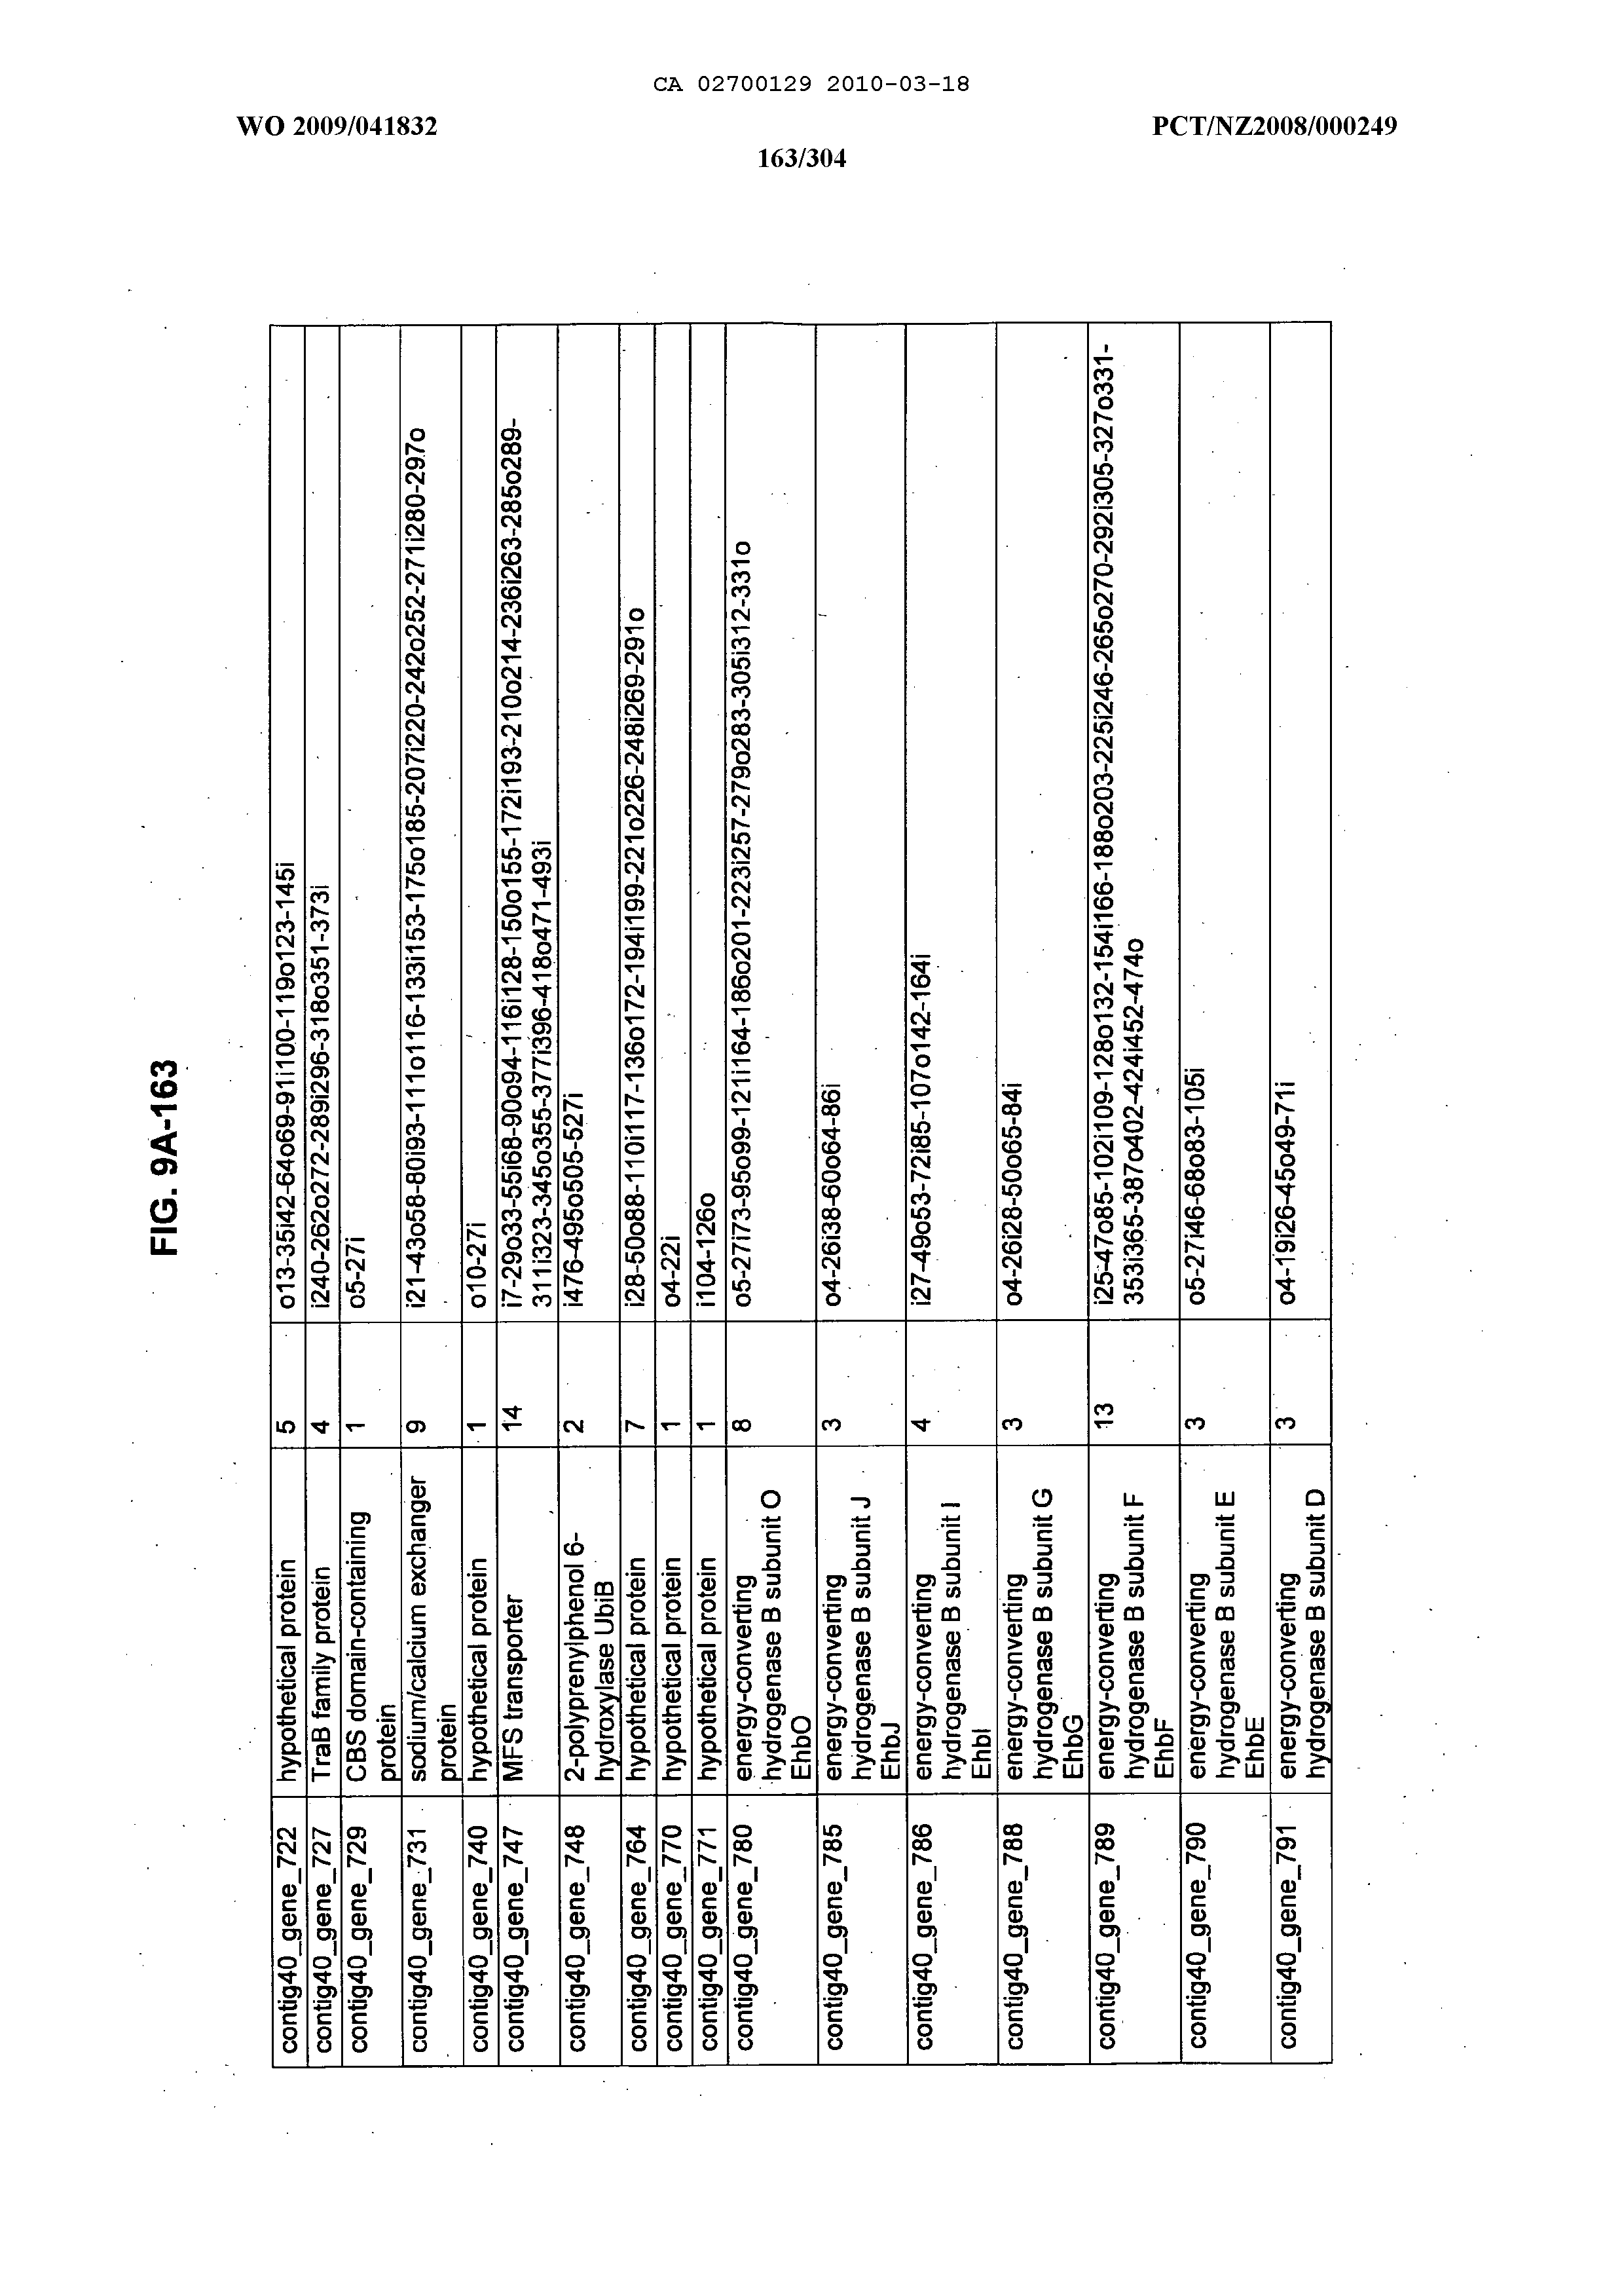 CA 02700129 2010-03-18
WO 2009/041832 PCT/NZ2008/000249
163/304
FIG. 9A-163
contig40_gene_722 hypothetical protein 5 o13-35i42-64o69-91i100-119o123-145i
contig40_gene_727 TraB family protein 4 i240-262o272-289i296-318o351-373i
contig40_gene_729 CBS domain-containing 1 o5-27i
protein
contig40_gene_731 sodium/calcium exchanger 9 i21-43o58-80i93-111o116-133i153-175o185-207i220-242o252-271i280-297o
protein
contig40_gene_740 hypothetical protein 1 o10-27i
contig40_gene_747 MFS transporter 14 i7-29o33-55i68-90o94-116i128-150o155-172i193-210o214-236i263-285o289-
311i323-345o355-377i396-418o471-493i
contig40_gene_748 2-polyprenylphenol 6- 2 i476-495o505-527i
hydroxylase UbiB
contig40_gene_764 hypothetical protein 7 i28-50o88-110i117-136o172-194i199-221o226-248i269-291o
contig40_gene_770 hypothetical protein 1 o4-22i
contig40_gene_771 hypothetical protein 1 i104-126o
contig40_gene_780 energy-converting 8 o5-27i73-95o99-121i164-186o201-223i257-279o283-305i312-331o
hydrogenase B subunit O
EhbO
contig40_gene_785 energy-converting 3 o4-26i38-60o64-86i
hydrogenase B subunit J
EhbJ
contig40_gene_786 energy-converting 4 i27-49o53-72i85-107o142-164i
hydrogenase B subunit I
EhbI
contig40_gene_788 energy-converting 3 o4-26i28-50o65-84i
hydrogenase B subunit G
EhbG
contig40_gene_789 energy-converting 13 i25-47o85-102i109-128o132-154i166-188o203-225i246-265o270-292i305-327o331-
hydrogenase B subunit F 353i365-387o402-424i452-474o
EhbF
contig40_gene_790 energy-converting 3 o5-27i46-68o83-105i
hydrogenase B subunit E
EhbE
contig40_gene_791 energy-converting 3 o4-19i26-45o49-71i
hydrogenase B subunit D